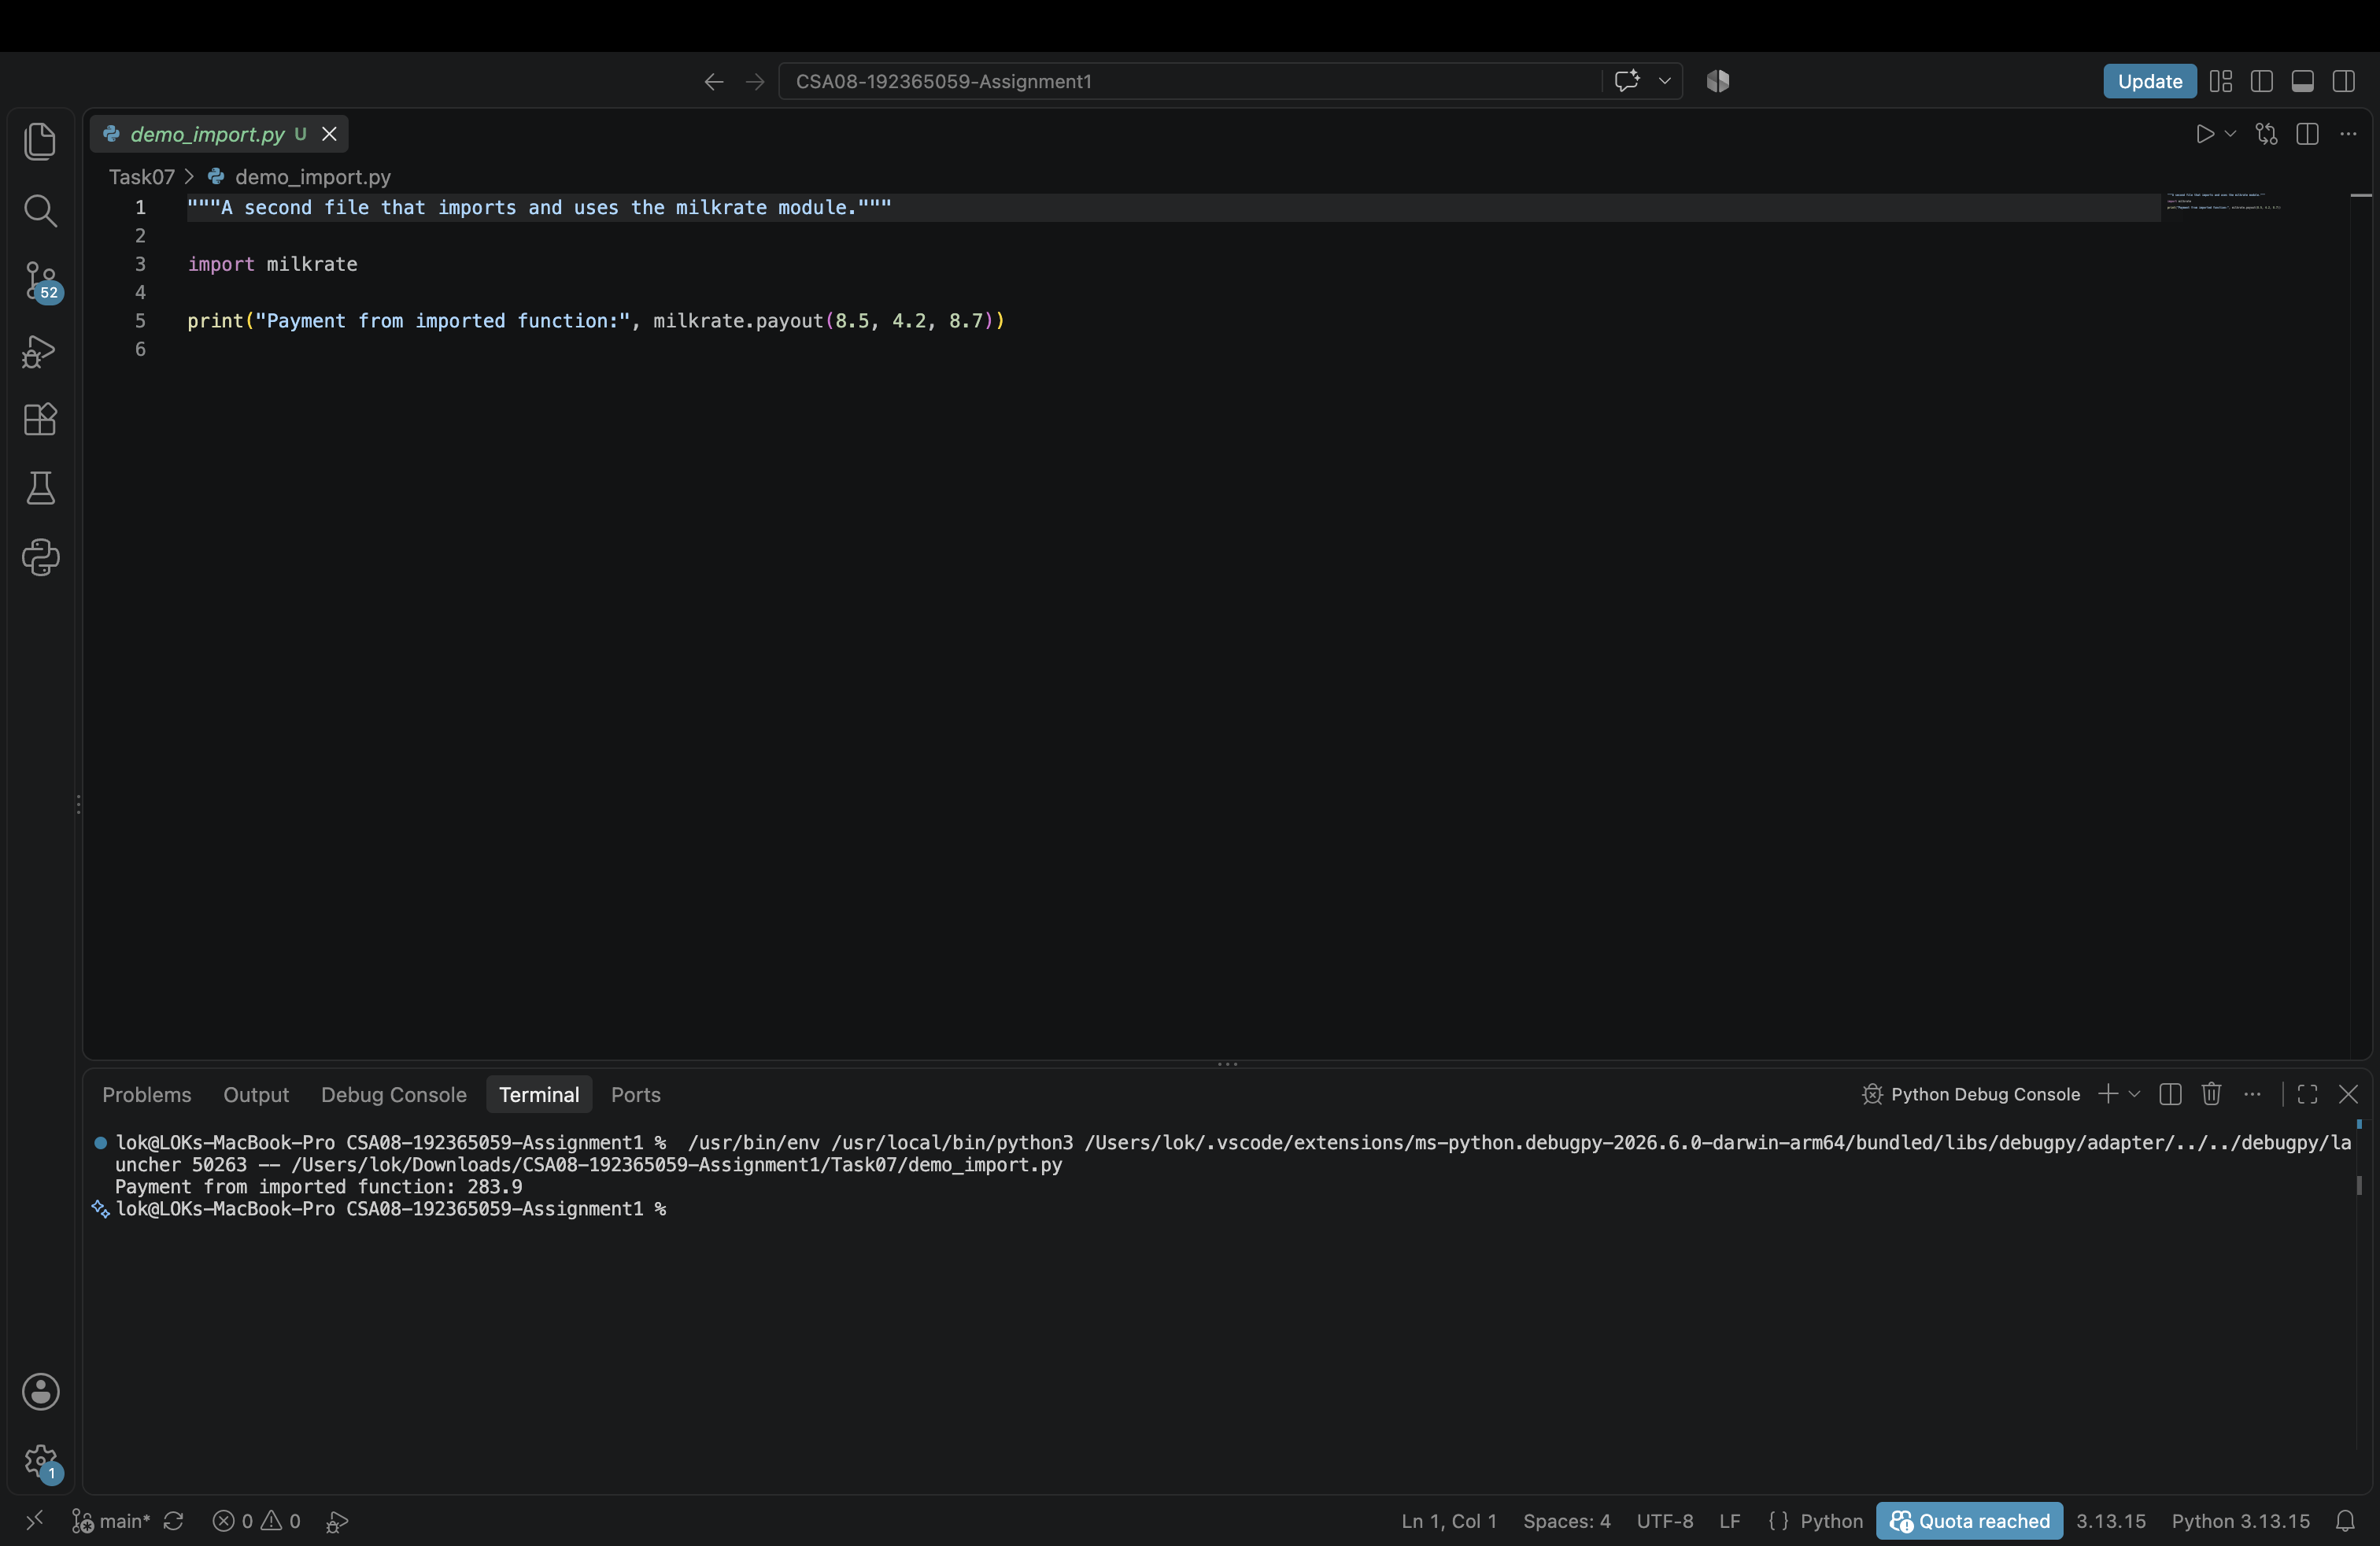 CSA08-192365059-Assignment1
Update
demo_import.py U
Task07 > demo_import.py
1 """A second file that imports and uses the milkrate module."""
2
3 import milkrate
4
5 print("Payment from imported function:", milkrate.payout(8.5, 4.2, 8.7))
6
52
Problems Output Debug Console Terminal Ports
Python Debug Console
lok@LOKs-MacBook-Pro CSA08-192365059-Assignment1 % /usr/bin/env /usr/local/bin/python3 /Users/lok/.vscode/extensions/ms-python.debugpy-2026.6.0-darwin-arm64/bundled/libs/debugpy/adapter/../../debugpy/la
uncher 50263 -- /Users/lok/Downloads/CSA08-192365059-Assignment1/Task07/demo_import.py
Payment from imported function: 283.9
lok@LOKs-MacBook-Pro CSA08-192365059-Assignment1 %
1
main* 0 0 Ln 1, Col 1 Spaces: 4 UTF-8 LF {} Python Quota reached 3.13.15 Python 3.13.15